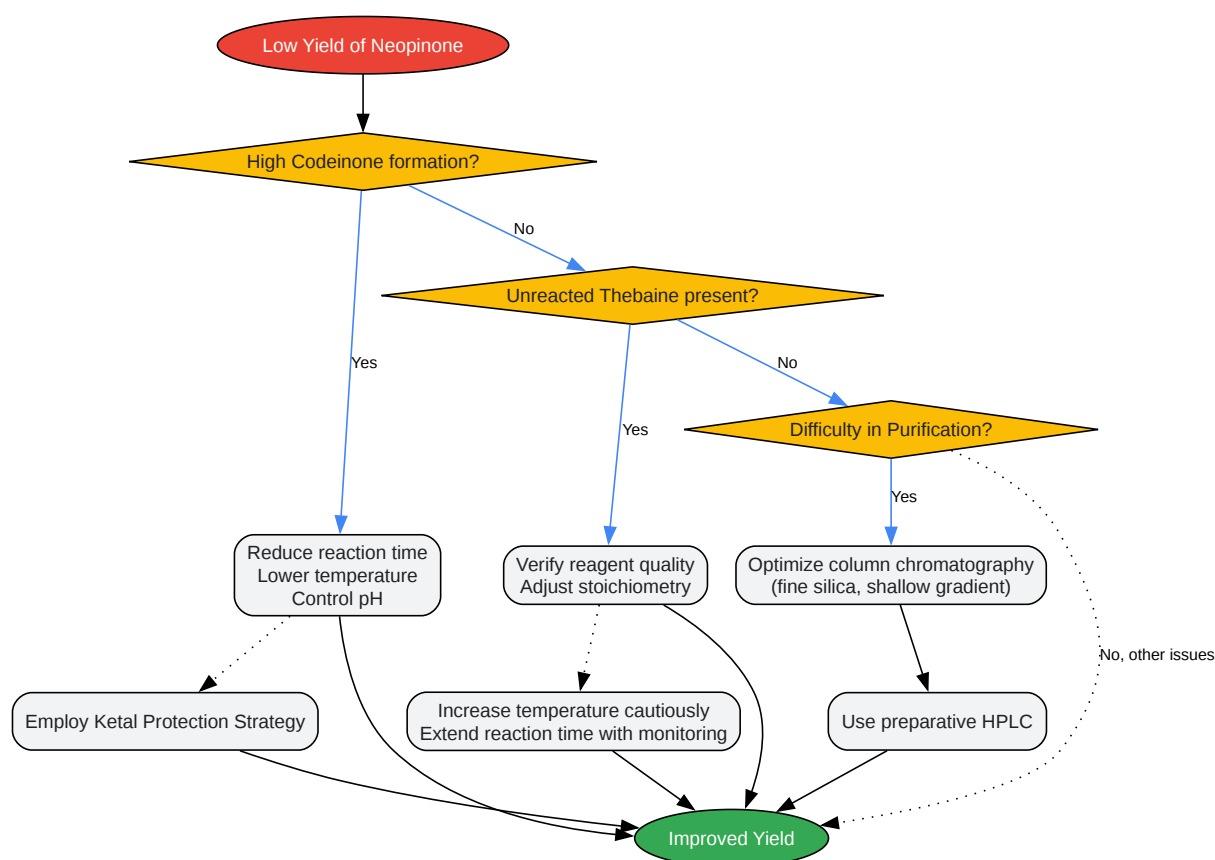 Low Yield of Neopinone
High Codeinone formation?
No
Unreacted Thebaine present?
Yes
No
Yes
Difficulty in Purification?
Yes
Reduce reaction time
Lower temperature
Control pH
Verify reagent quality
Adjust stoichiometry
Optimize column chromatography
(fine silica, shallow gradient)
No, other issues
Employ Ketal Protection Strategy
Increase temperature cautiously
Extend reaction time with monitoring
Use preparative HPLC
Improved Yield